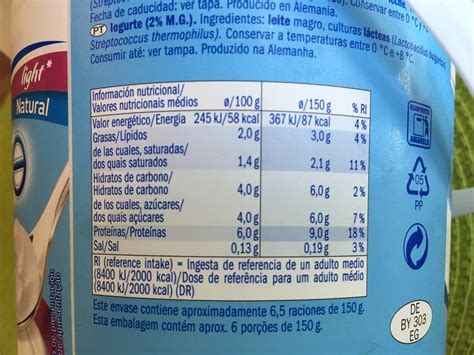 Fecha de caducidad: ver tapa. Producido en Alemania.
Conservar entre 0 °C y
PT Iogurte (2% M.G.). Ingredientes: leite magro, culturas lácteas (Lactobacillus bulgaricus,
Streptococcus thermophilus). Conservar a temperaturas entre 0 °C e +8 °C.
Consumir até: ver tampa. Produzido na Alemanha.
light*
Natural
Información nutricional/
Valores nutricionais médios ø/100 g ø/150 g % RI
Valor energético/Energia 245 kJ/58 kcal 367 kJ/87 kcal 4%
Grasas/Lípidos 2,0 g 3,0 g 4%
de las cuales, saturadas/
dos quais saturados 1,4 g 2,1 g 11%
Hidratos de carbono/
Hidratos de carbono 4,0 g 6,0 g 2%
de los cuales, azúcares/
dos quais açúcares 4,0 g 6,0 g 7%
Proteínas/Proteínas 6,0 g 9,0 g 18%
Sal/Sal 0,13 g 0,19 g 3%
RI (reference intake) = Ingesta de referencia de un adulto medio
(8400 kJ/2000 kcal)/Dose de referência para um adulto médio
(8400 kJ/2000 kcal) (DR)
Este envase contiene aproximadamente 6,5 raciones de 150 g.
Esta embalagem contém aprox. 6 porções de 150 g.
ECOPONTO
AMARELO
05
PP
DE
BY 303
EG